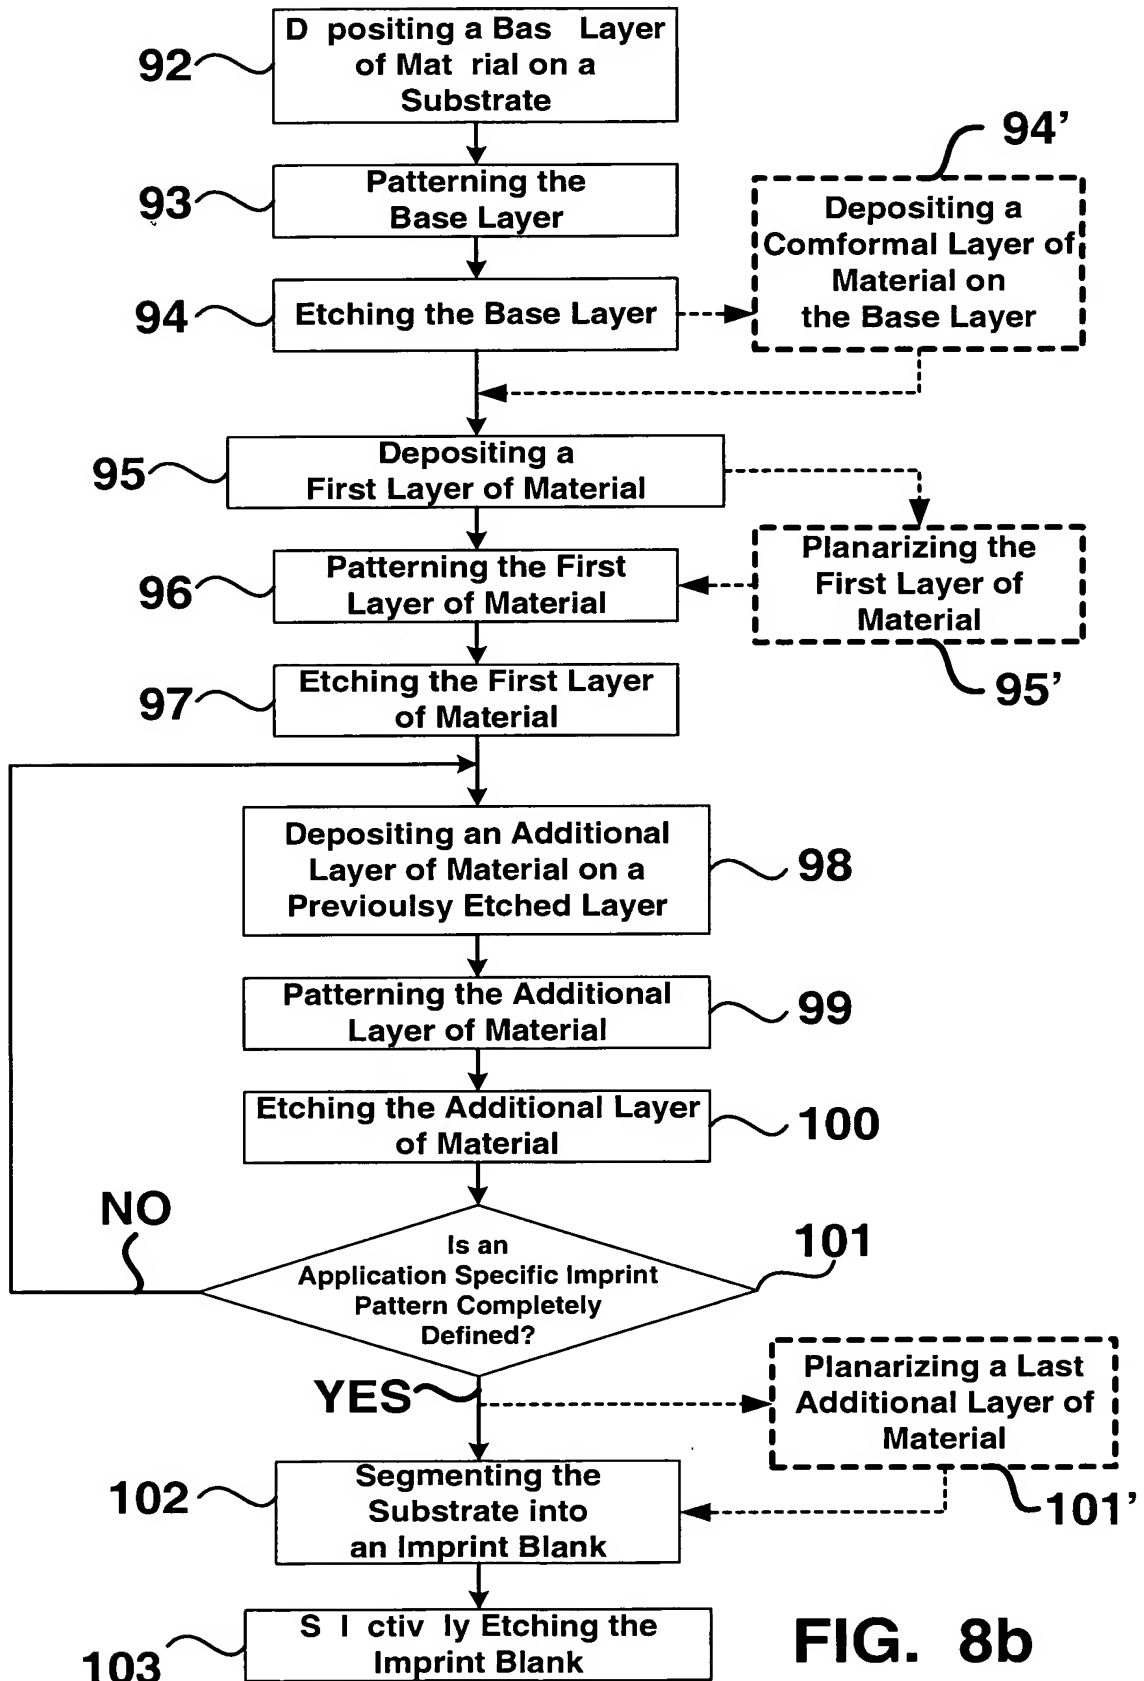 D positing a Bas Layer
of Mat rial on a
Substrate
92
Patterning the
Base Layer
93
Etching the Base Layer
94
94’
Depositing a
Comformal Layer of
Material on
the Base Layer
Depositing a
First Layer of Material
95
Patterning the First
Layer of Material
96
Planarizing the
First Layer of
Material
95’
Etching the First Layer
of Material
97
Depositing an Additional
Layer of Material on a
Previoulsy Etched Layer
98
Patterning the Additional
Layer of Material
99
Etching the Additional Layer
of Material
100
NO
Is an
Application Specific Imprint
Pattern Completely
Defined?
101
YES
Planarizing a Last
Additional Layer of
Material
101’
Segmenting the
Substrate into
an Imprint Blank
102
S l ctiv ly Etching the
Imprint Blank
103
FIG. 8b